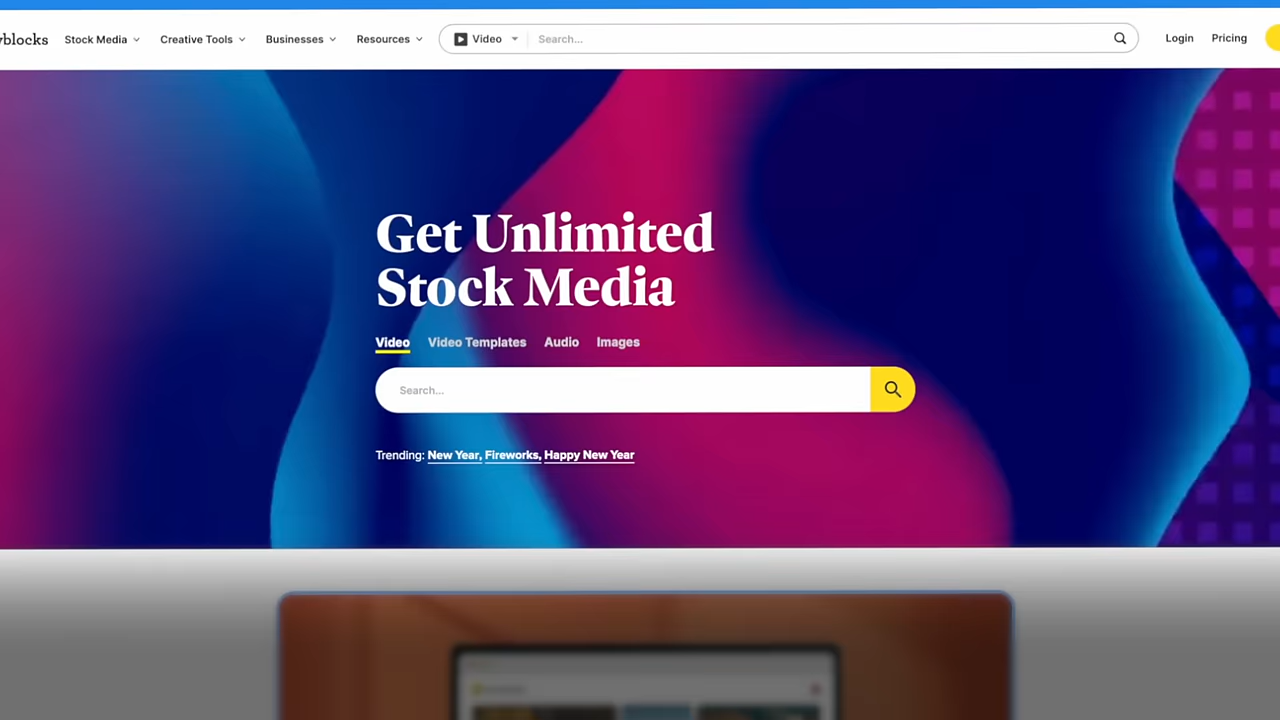 yblocks
Stock Media
Creative Tools
Businesses
Resources
Video
Search...
Login
Pricing
Get Unlimited
Stock Media
Video
Video Templates
Audio
Images
Search...
Trending: New Year, Fireworks, Happy New Year